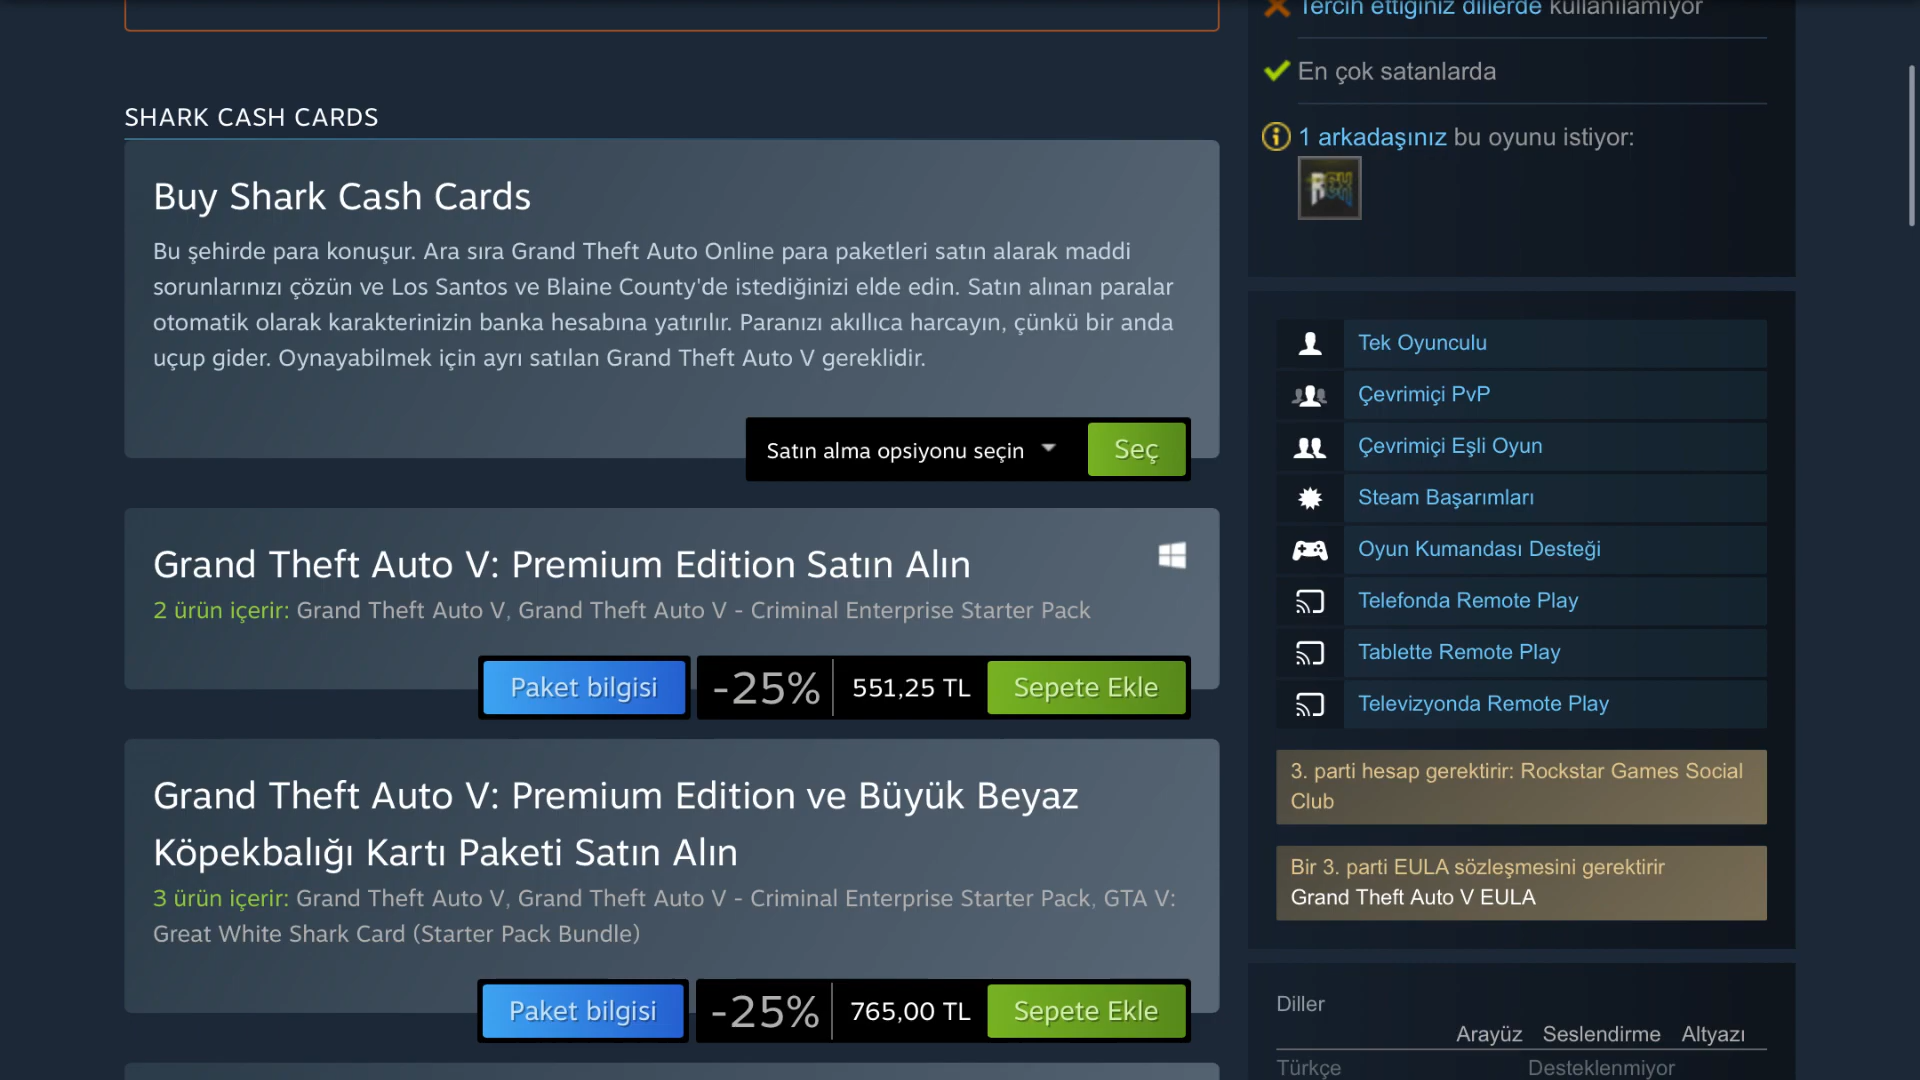 SHARK CASH CARDS
Buy Shark Cash Cards
Bu şehirde para konuşur. Ara sıra Grand Theft Auto Online para paketleri satın alarak maddi
sorunlarınızı çözün ve Los Santos ve Blaine County'de istediğinizi elde edin. Satın alınan paralar
otomatik olarak karakterinizin banka hesabına yatırılır. Paranızı akıllıca harcayın, çünkü bir anda
uçup gider. Oynayabilmek için ayrı satılan Grand Theft Auto V gereklidir.
Satın alma opsiyonu seçin
Seç
Grand Theft Auto V: Premium Edition Satın Alın
2 ürün içerir: Grand Theft Auto V, Grand Theft Auto V - Criminal Enterprise Starter Pack
Paket bilgisi
-25%
551,25 TL
Sepete Ekle
Grand Theft Auto V: Premium Edition ve Büyük Beyaz
Köpekbalığı Kartı Paketi Satın Alın
3 ürün içerir: Grand Theft Auto V, Grand Theft Auto V - Criminal Enterprise Starter Pack, GTA V:
Great White Shark Card (Starter Pack Bundle)
Paket bilgisi
-25%
765,00 TL
Sepete Ekle
Tercih ettiğiniz dillerde kullanılamıyor
En çok satanlarda
1 arkadaşınız bu oyunu istiyor:
REX
Tek Oyunculu
Çevrimiçi PvP
Çevrimiçi Eşli Oyun
Steam Başarımları
Oyun Kumandası Desteği
Telefonda Remote Play
Tablette Remote Play
Televizyonda Remote Play
3. parti hesap gerektirir: Rockstar Games Social
Club
Bir 3. parti EULA sözleşmesini gerektirir
Grand Theft Auto V EULA
Diller
Arayüz Seslendirme Altyazı
Türkçe Desteklenmiyor